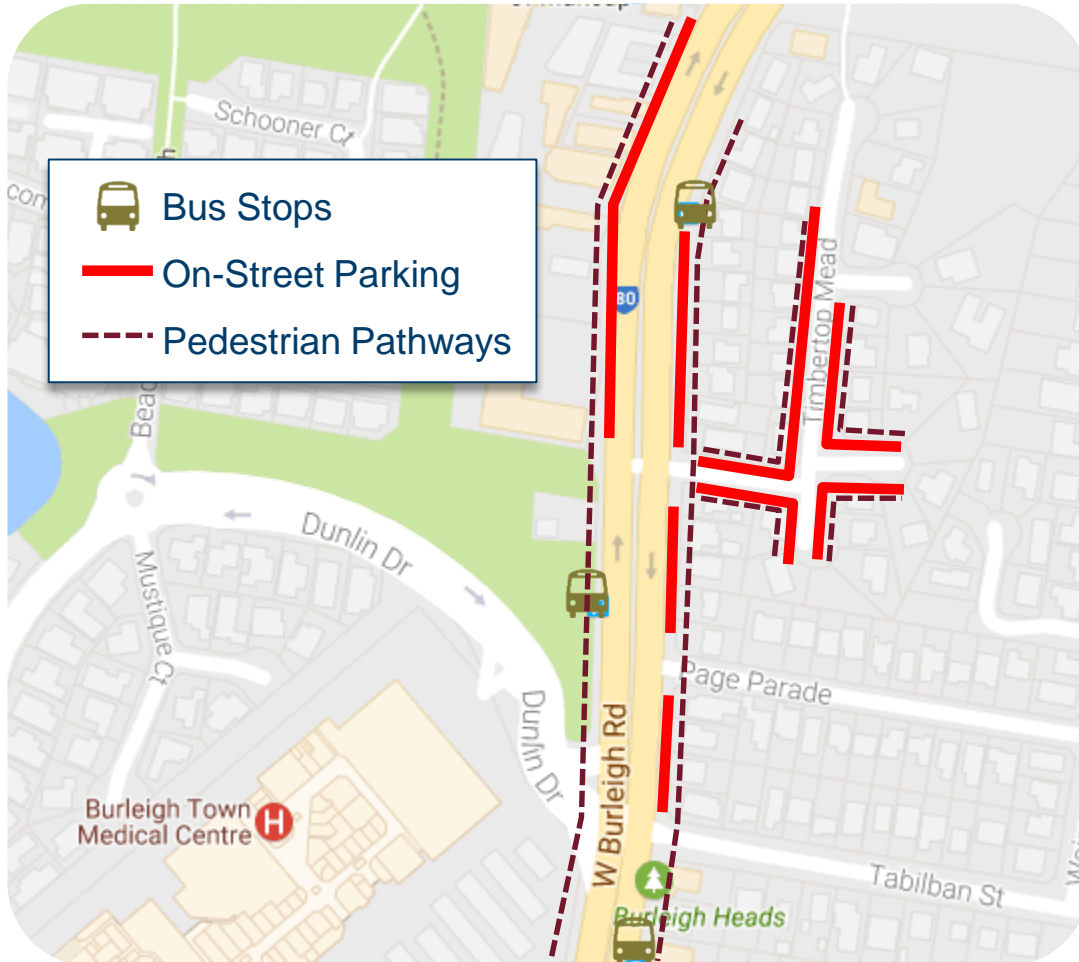 Schooner Ct
Bus Stops
On-Street Parking
Pedestrian Pathways
80
Timbertop Mead
Dunlin Dr
Mustique Ct
Dunlin Dr
Page Parade
W Burleigh Rd
Burleigh Town
Medical Centre
H
Tabilban St
Burleigh Heads